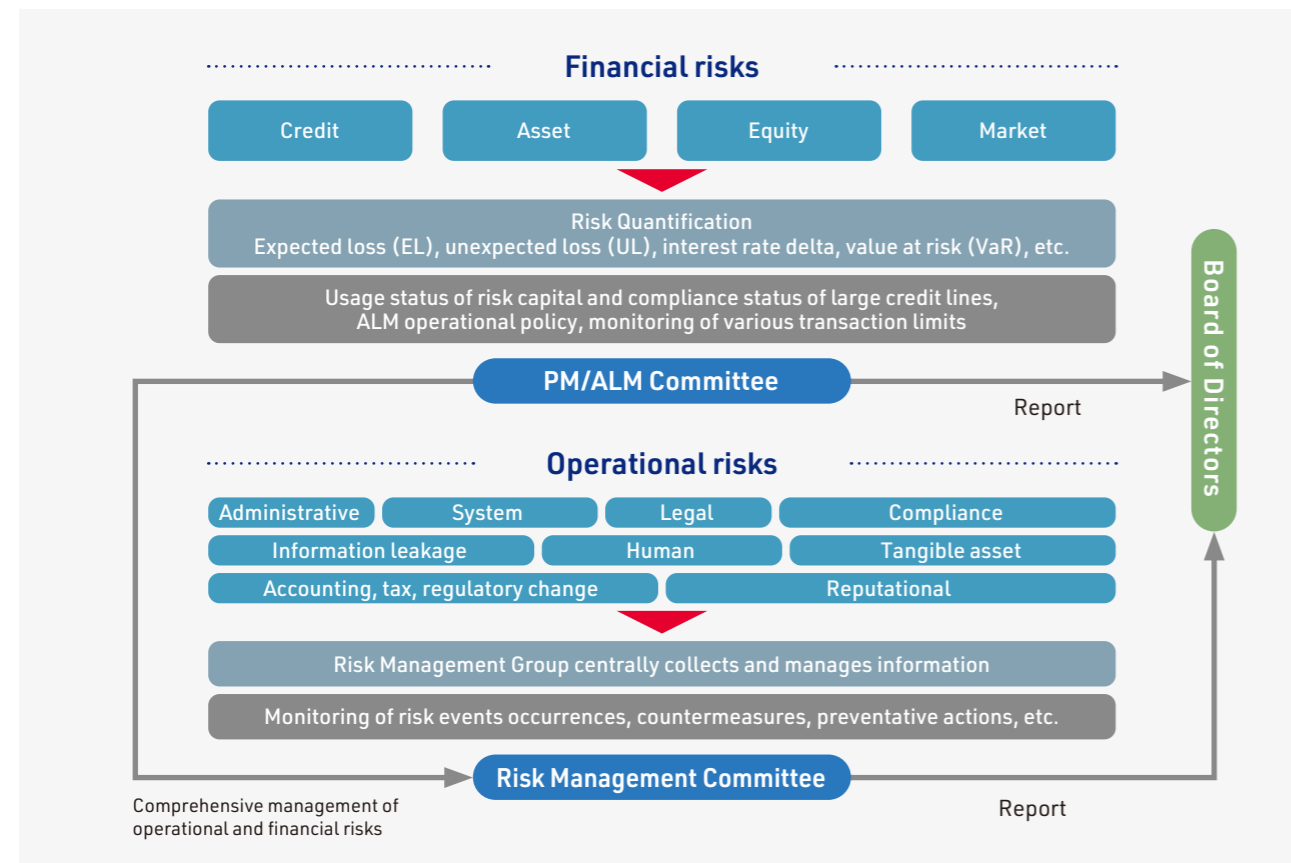 Financial risks
Credit
Asset
Equity
Market
Risk Quantification
Expected loss (EL), unexpected loss (UL), interest rate delta, value at risk (VaR), etc.
Usage status of risk capital and compliance status of large credit lines,
ALM operational policy, monitoring of various transaction limits
PM/ALM Committee
Report
Board of Directors
Operational risks
Administrative
System
Legal
Compliance
Information leakage
Human
Tangible asset
Accounting, tax, regulatory change
Reputational
Risk Management Group centrally collects and manages information
Monitoring of risk events occurrences, countermeasures, preventative actions, etc.
Risk Management Committee
Report
Comprehensive management of
operational and financial risks